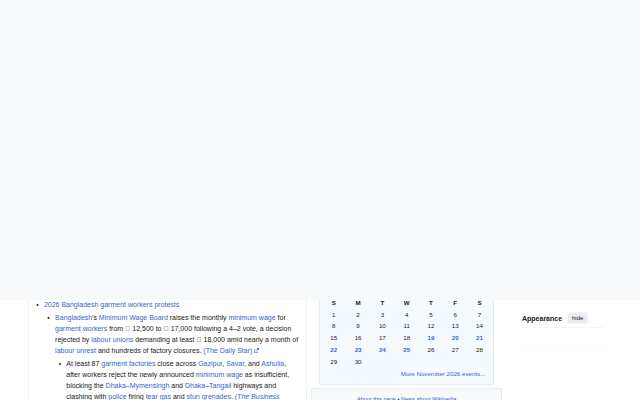 2026 Bangladesh garment workers protests
Bangladesh's Minimum Wage Board raises the monthly minimum wage for
garment workers from 12,500 to 17,000 following a 4–2 vote, a decision
rejected by labour unions demanding at least 18,000 amid nearly a month of
labour unrest and hundreds of factory closures. (The Daily Star)
At least 87 garment factories close across Gazipur, Savar, and Ashulia,
after workers reject the newly announced minimum wage as insufficient,
blocking the Dhaka–Mymensingh and Dhaka–Tangail highways and
clashing with police firing tear gas and stun grenades. (The Business
S M T W T F S
1 2 3 4 5 6 7
8 9 10 11 12 13 14
15 16 17 18 19 20 21
22 23 24 25 26 27 28
29 30
More November 2026 events...
About this page • News about Wikipedia
Appearance hide